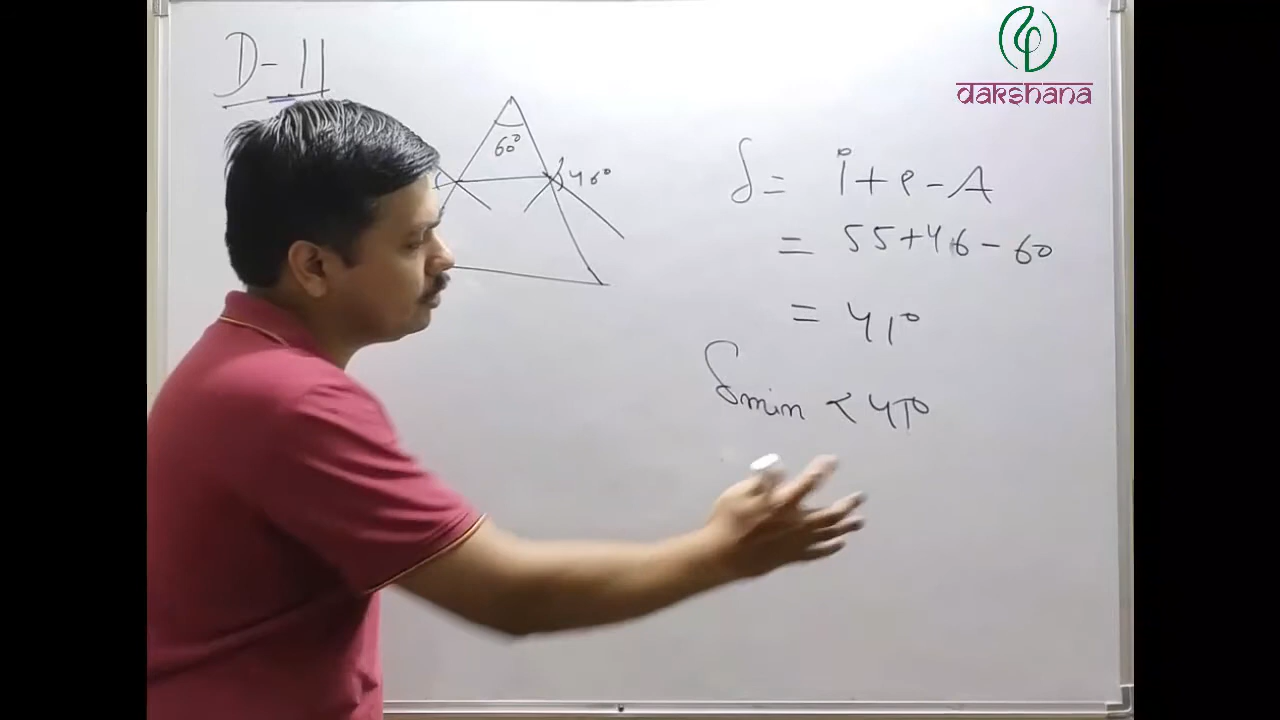 D-11
dakshana
60°
46°
δ = i + e - A
= 55 + 46 - 60
= 41°
δmin < 41°